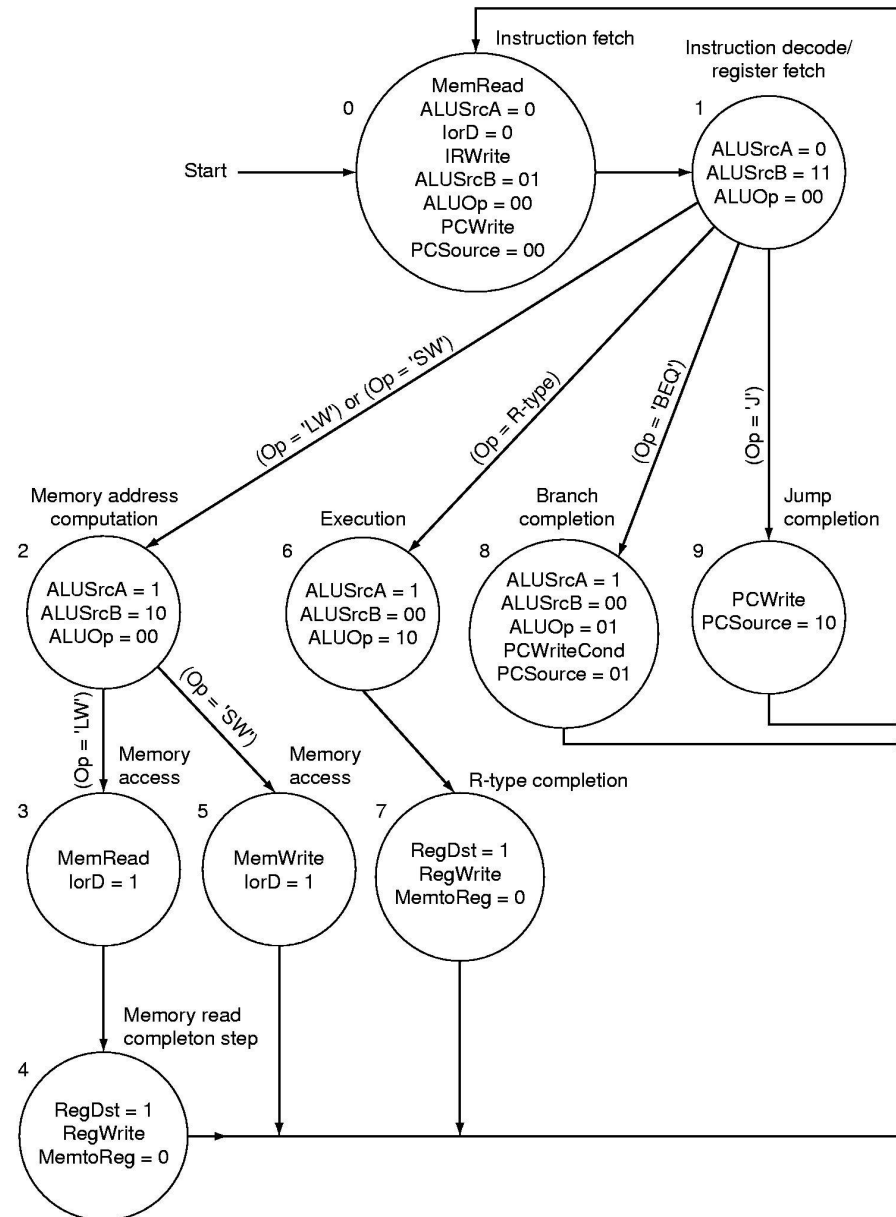 Instruction fetch
Instruction decode/
register fetch
0
MemRead
ALUSrcA = 0
IorD = 0
IRWrite
ALUSrcB = 01
ALUOp = 00
PCWrite
PCSource = 00
1
ALUSrcA = 0
ALUSrcB = 11
ALUOp = 00
Start
(Op = 'LW') or (Op = 'SW')
(Op = R-type)
(Op = 'BEQ')
(Op = 'J')
Memory address
computation
2
ALUSrcA = 1
ALUSrcB = 10
ALUOp = 00
Execution
6
ALUSrcA = 1
ALUSrcB = 00
ALUOp = 10
Branch
completion
8
ALUSrcA = 1
ALUSrcB = 00
ALUOp = 01
PCWriteCond
PCSource = 01
Jump
completion
9
PCWrite
PCSource = 10
(Op = 'LW')
(Op = 'SW')
Memory
access
3
MemRead
IorD = 1
Memory
access
5
MemWrite
IorD = 1
R-type completion
7
RegDst = 1
RegWrite
MemtoReg = 0
Memory read
completon step
4
RegDst = 1
RegWrite
MemtoReg = 0